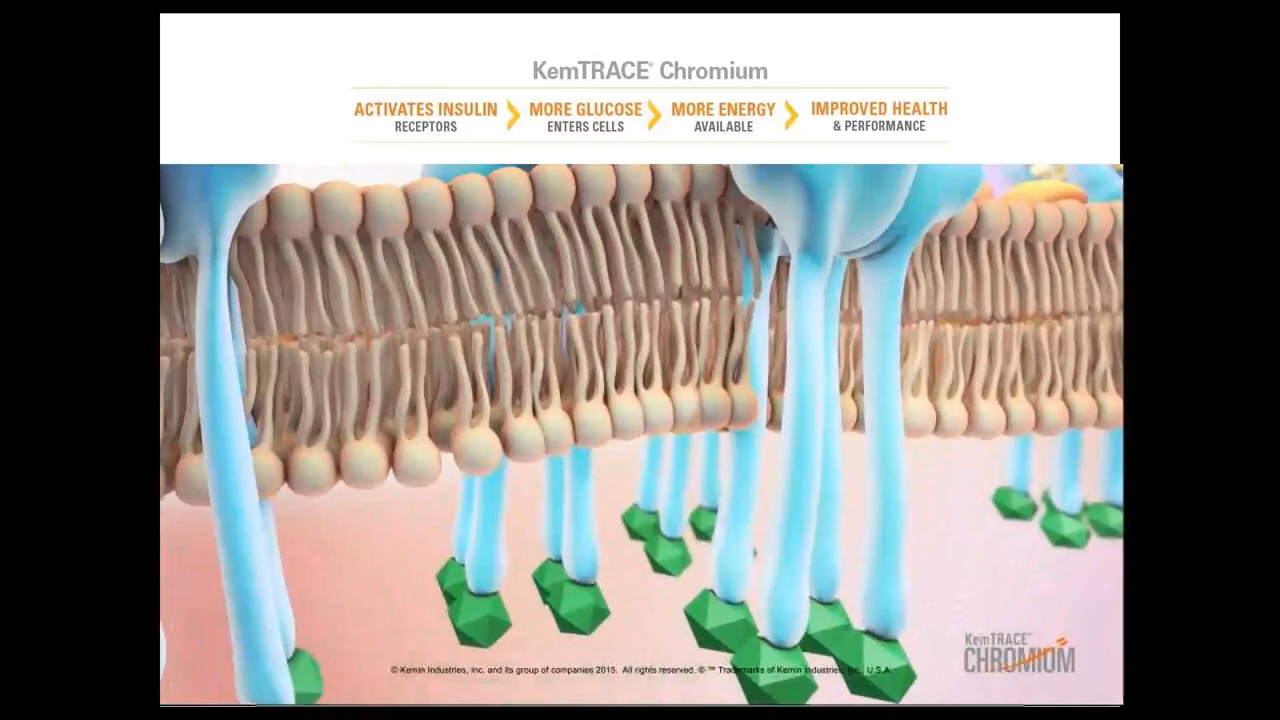 KemTRACE® Chromium
ACTIVATES INSULIN
RECEPTORS
MORE GLUCOSE
ENTERS CELLS
MORE ENERGY
AVAILABLE
IMPROVED HEALTH
& PERFORMANCE
KemTRACE™
CHROMIUM
© Kemin Industries, Inc. and its group of companies 2015. All rights reserved. ® ™ Trademarks of Kemin Industries, Inc., U.S.A.